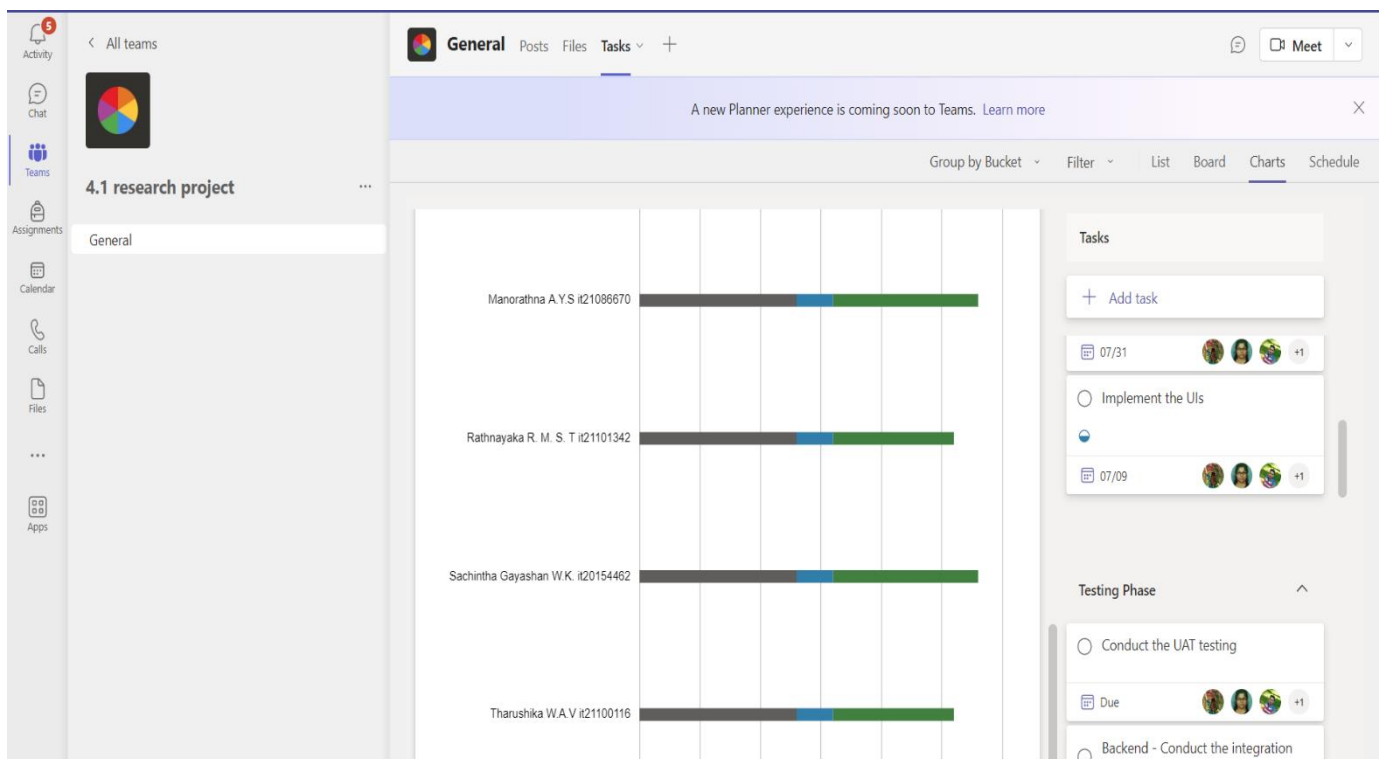 5
Activity
Chat
Teams
Assignments
Calendar
Calls
Files
Apps
All teams
4.1 research project
General
General Posts Files Tasks
Meet
A new Planner experience is coming soon to Teams. Learn more
Group by Bucket Filter List Board Charts Schedule
Manorathna A.Y.S it21086670
Rathnayaka R. M. S. T it21101342
Sachintha Gayashan W.K. it20154462
Tharushika W.A.V it21100116
Tasks
+ Add task
07/31 +1
Implement the UIs
07/09 +1
Testing Phase
Conduct the UAT testing
Due +1
Backend - Conduct the integration